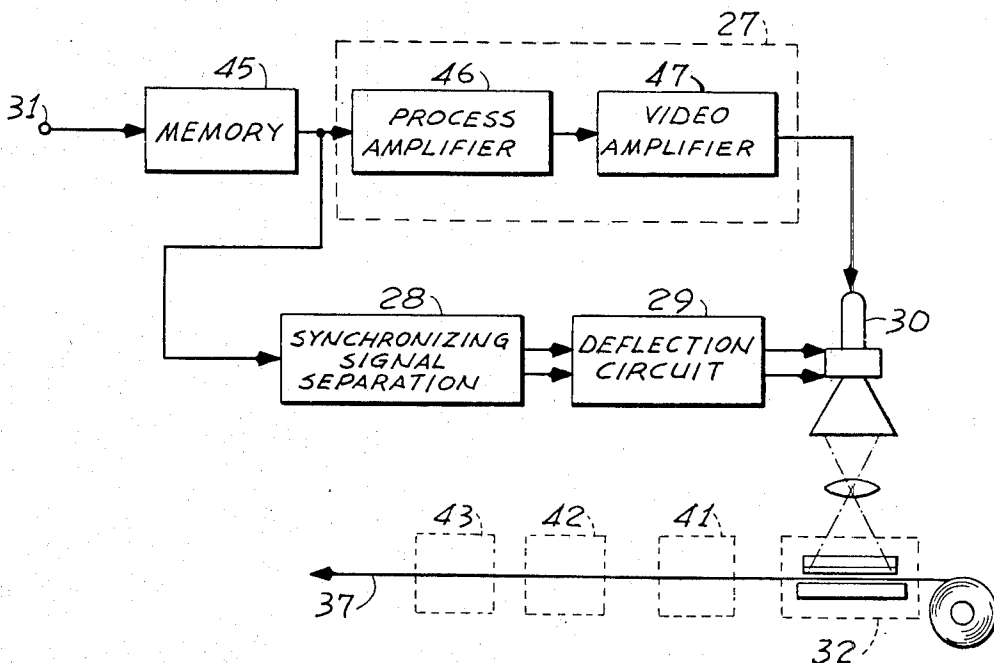 27
45
46
47
31
MEMORY
PROCESS
AMPLIFIER
VIDEO
AMPLIFIER
28
29
30
SYNCHRONIZING
SIGNAL
SEPARATION
DEFLECTION
CIRCUIT
43
42
41
37
32